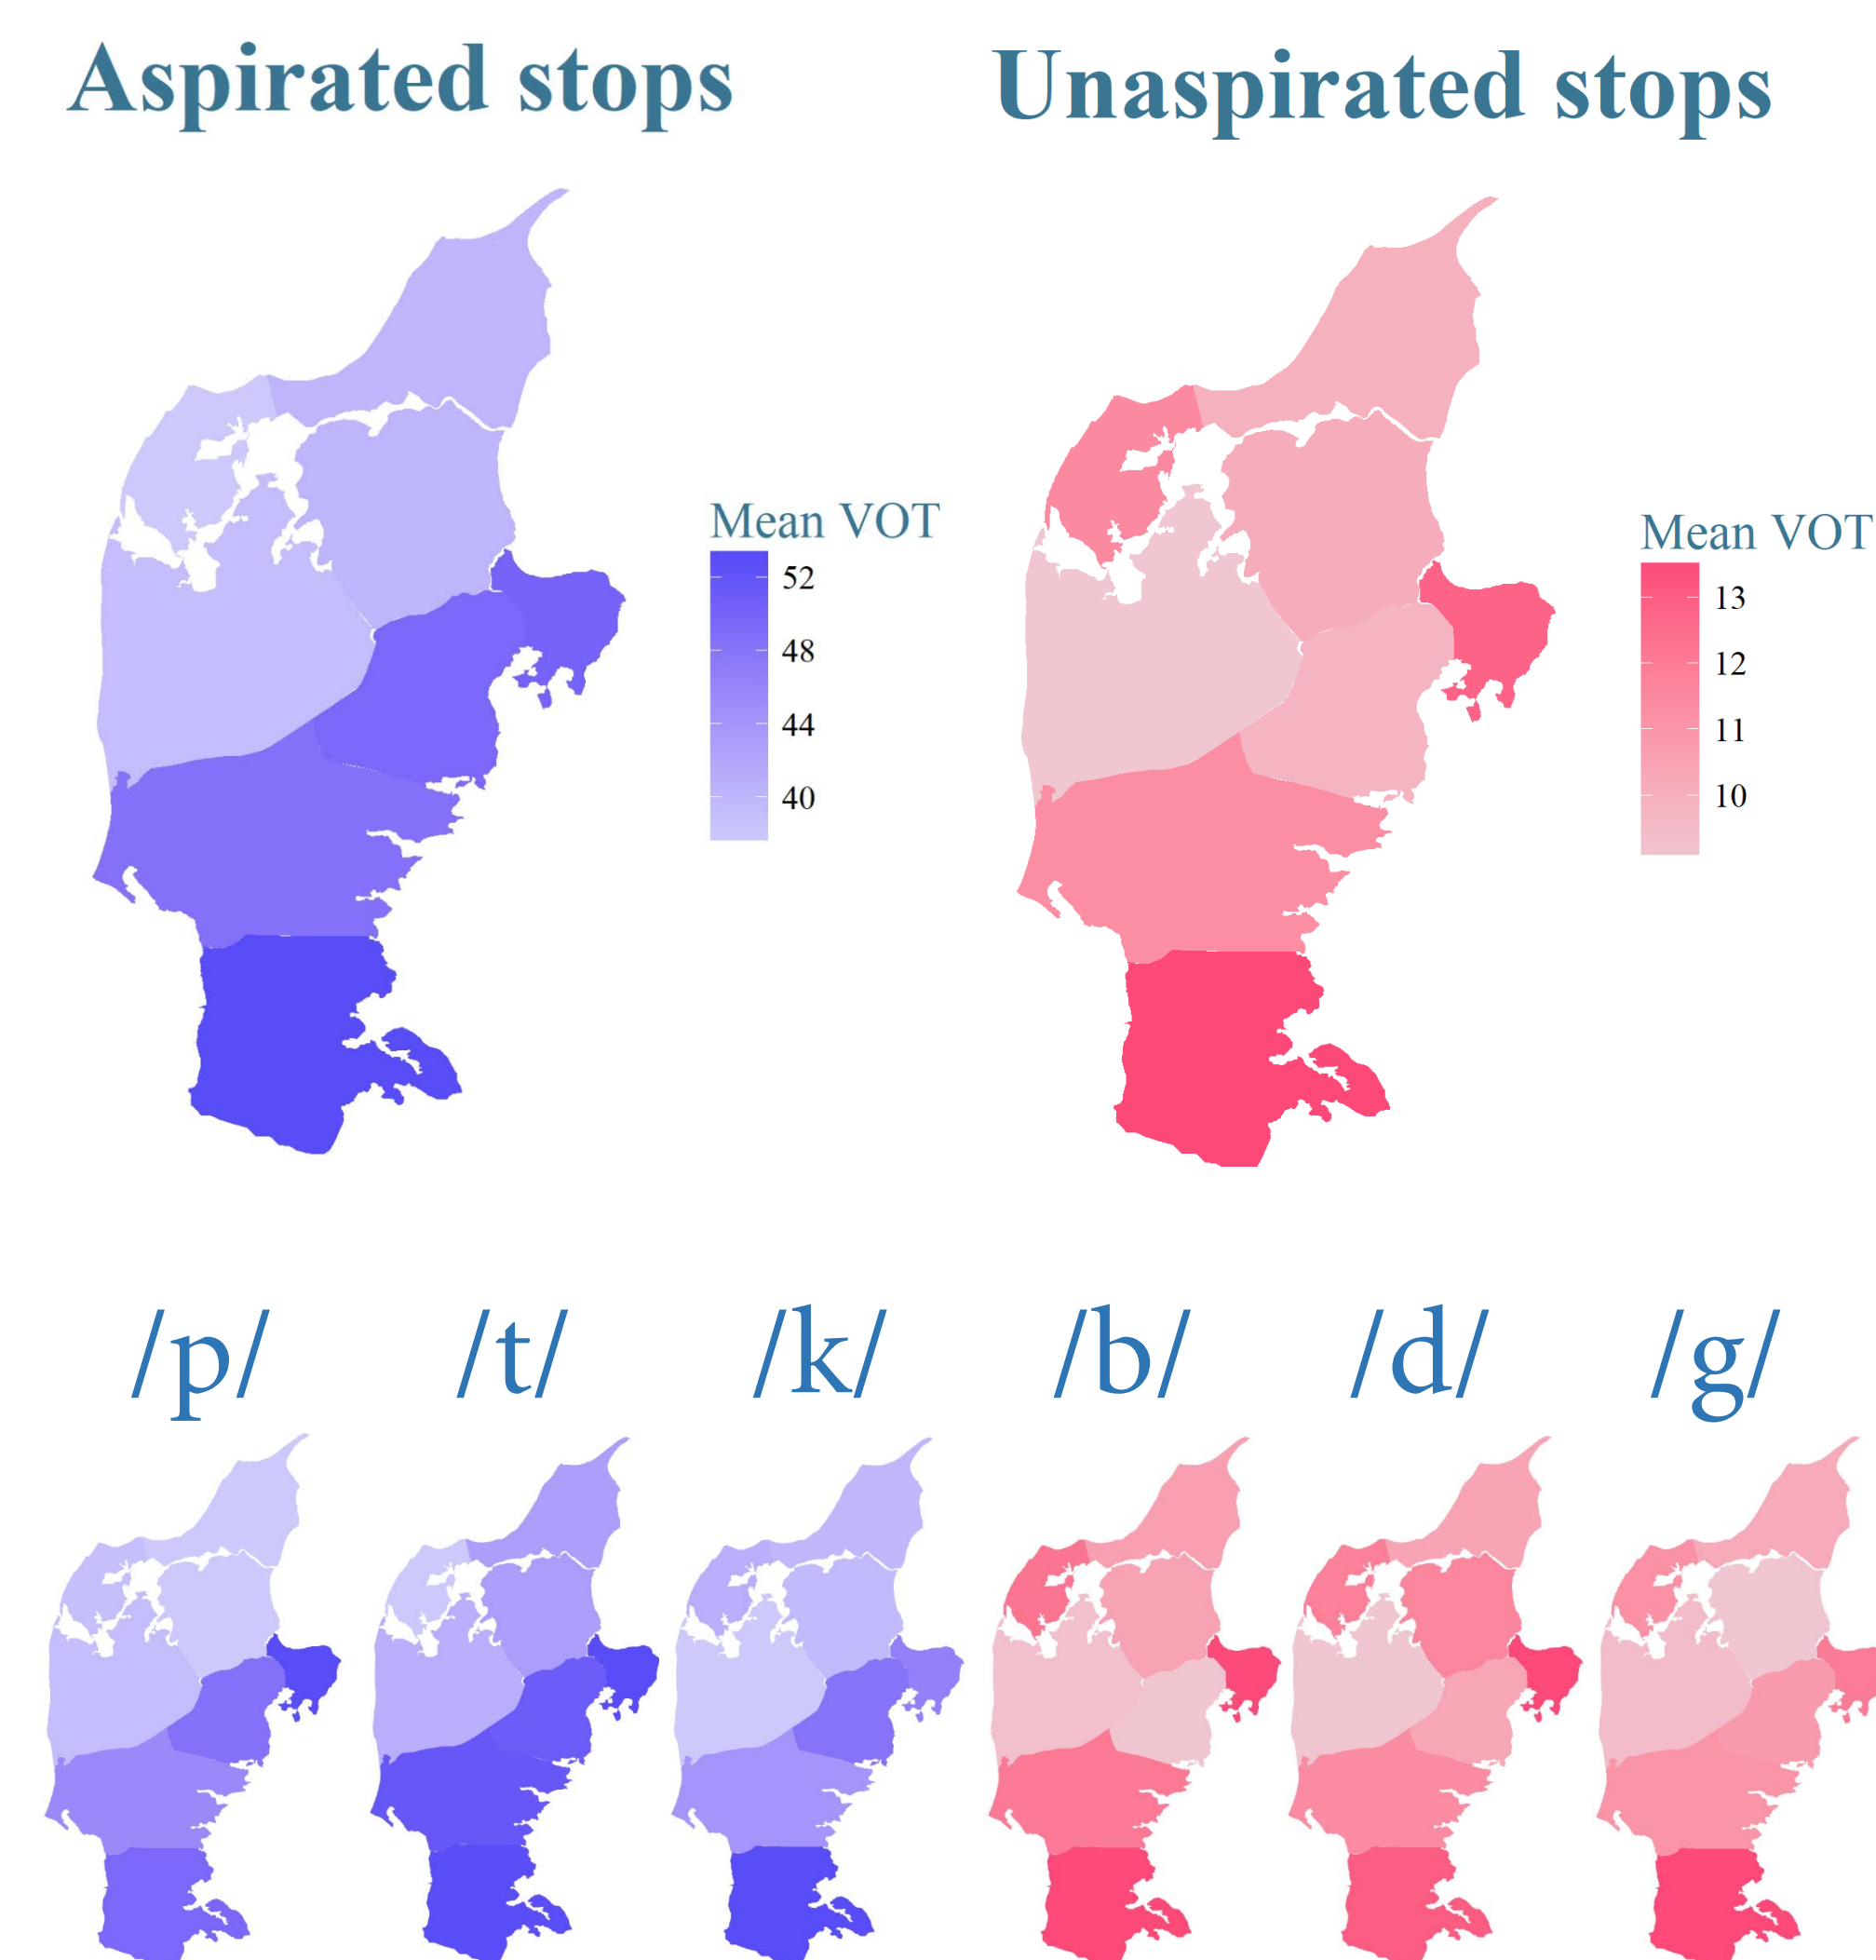 Aspirated stops
Unaspirated stops
Mean VOT
52
48
44
40
Mean VOT
13
12
11
10
/p/ /t/ /k/ /b/ /d/ /g/